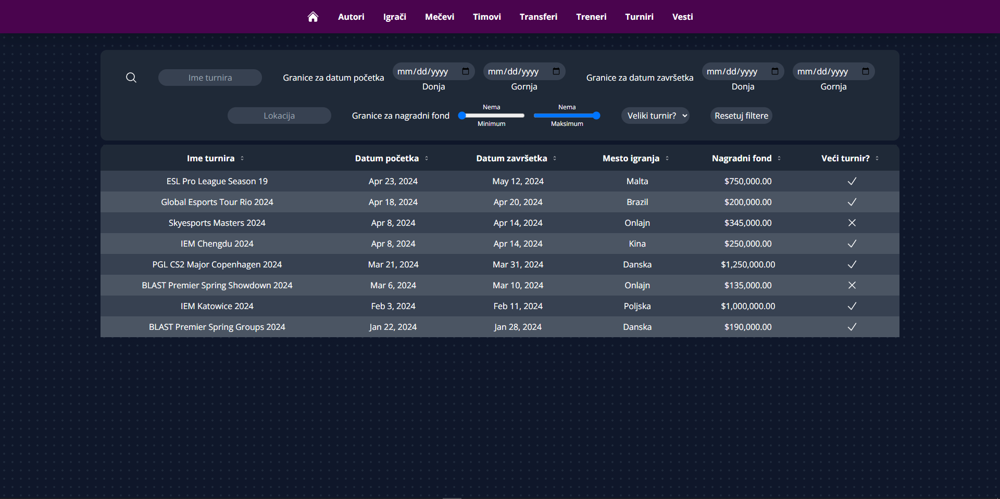 Autori Igrači Mečevi Timovi Transferi Treneri Turniri Vesti
Ime turnira Granice za datum početka mm/dd/yyyy mm/dd/yyyy Granice za datum završetka mm/dd/yyyy mm/dd/yyyy
Donja Gornja Donja Gornja
Nema Nema
Lokacija Granice za nagradni fond Veliki turnir? Resetuj filtere
Minimum Maksimum
Ime turnira Datum početka Datum završetka Mesto igranja Nagradni fond Veći turnir?
ESL Pro League Season 19 Apr 23, 2024 May 12, 2024 Malta $750,000.00
Global Esports Tour Rio 2024 Apr 18, 2024 Apr 20, 2024 Brazil $200,000.00
Skyesports Masters 2024 Apr 8, 2024 Apr 14, 2024 Onlajn $345,000.00
IEM Chengdu 2024 Apr 8, 2024 Apr 14, 2024 Kina $250,000.00
PGL CS2 Major Copenhagen 2024 Mar 21, 2024 Mar 31, 2024 Danska $1,250,000.00
BLAST Premier Spring Showdown 2024 Mar 6, 2024 Mar 10, 2024 Onlajn $135,000.00
IEM Katowice 2024 Feb 3, 2024 Feb 11, 2024 Poljska $1,000,000.00
BLAST Premier Spring Groups 2024 Jan 22, 2024 Jan 28, 2024 Danska $190,000.00